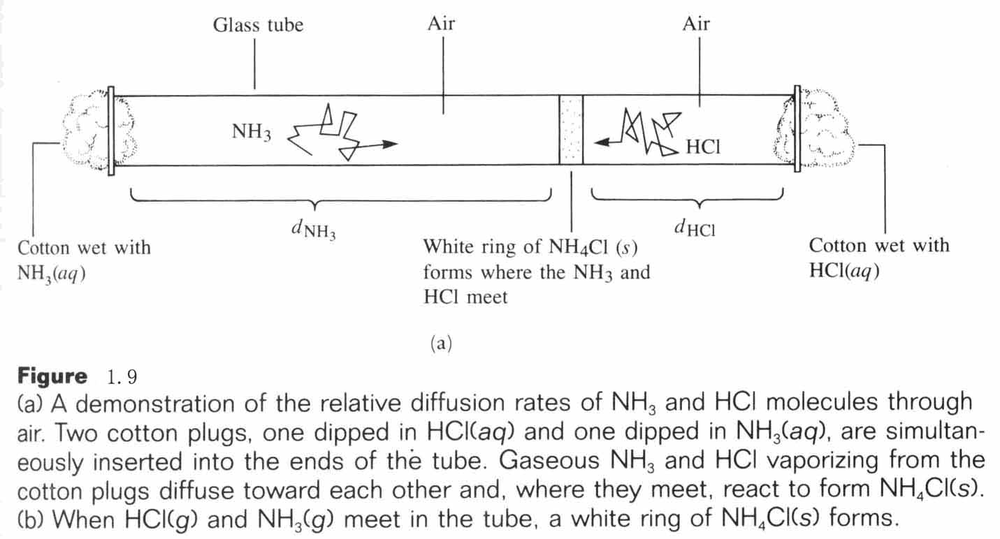 Glass tube
Air
Air
NH₃
HCl
d NH₃
d HCl
Cotton wet with
NH₃(aq)
White ring of NH₄Cl (s)
forms where the NH₃ and
HCl meet
Cotton wet with
HCl(aq)
(a)
Figure 1.9
(a) A demonstration of the relative diffusion rates of NH₃ and HCl molecules through
air. Two cotton plugs, one dipped in HCl(aq) and one dipped in NH₃(aq), are simultan-
eously inserted into the ends of the tube. Gaseous NH₃ and HCl vaporizing from the
cotton plugs diffuse toward each other and, where they meet, react to form NH₄Cl(s).
(b) When HCl(g) and NH₃(g) meet in the tube, a white ring of NH₄Cl(s) forms.